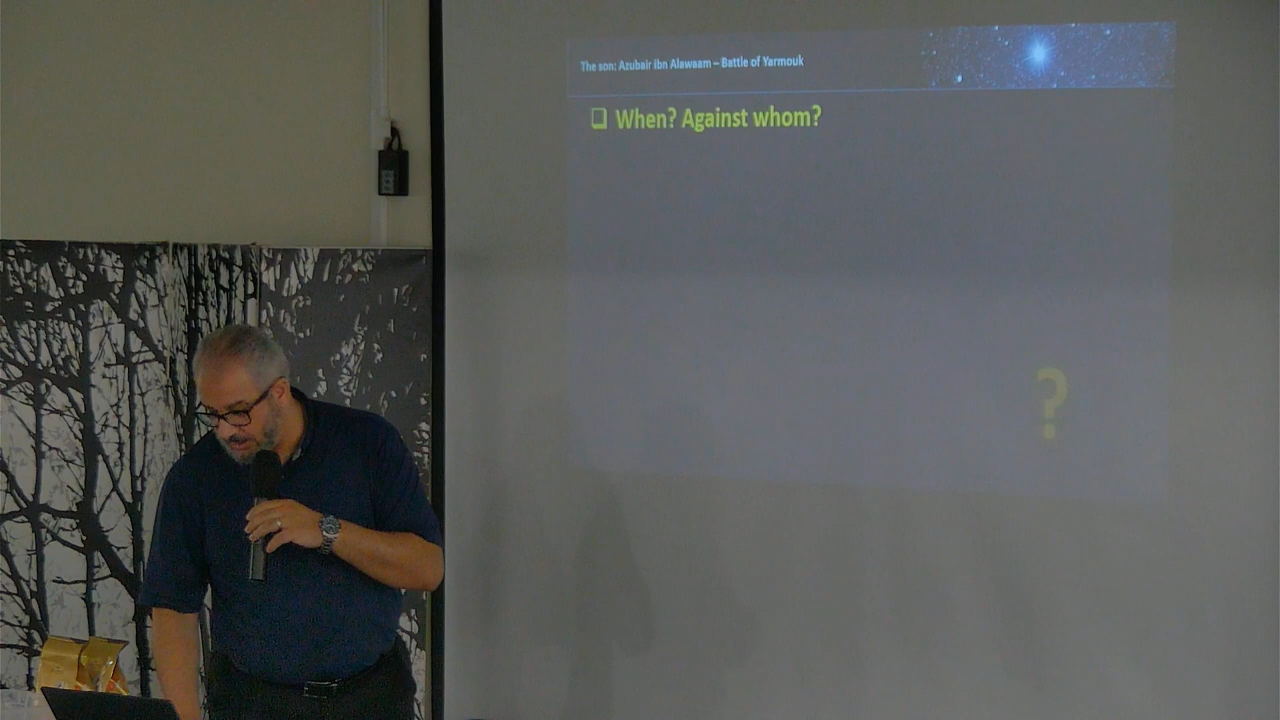 The son: Azubair Ibn Alawaam – Battle of Yarmouk
❑ When? Against whom?
?